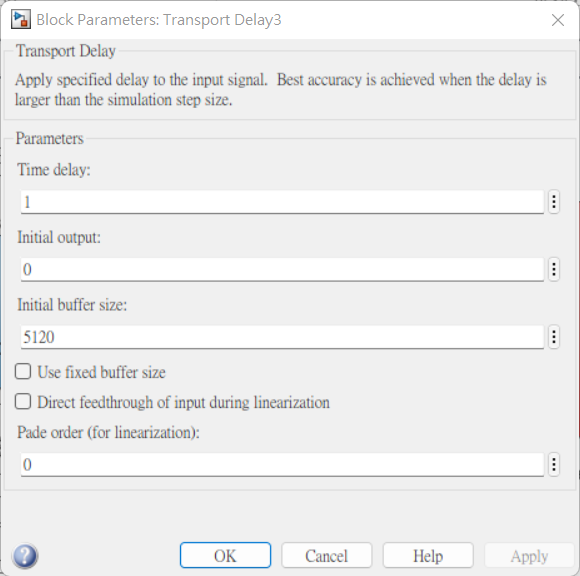 Block Parameters: Transport Delay3
Transport Delay
Apply specified delay to the input signal.  Best accuracy is achieved when the delay is
larger than the simulation step size.
Parameters
Time delay:
1
Initial output:
0
Initial buffer size:
5120
Use fixed buffer size
Direct feedthrough of input during linearization
Pade order (for linearization):
0
?
OK
Cancel
Help
Apply